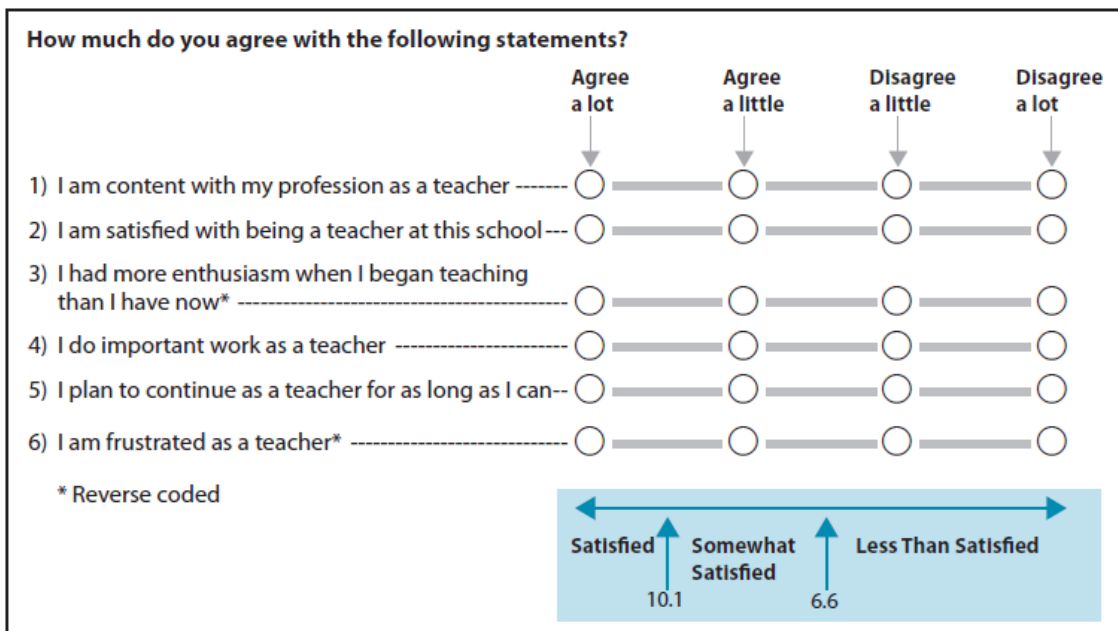 How much do you agree with the following statements?
Agree a lot
Agree a little
Disagree a little
Disagree a lot
1) I am content with my profession as a teacher -------
2) I am satisfied with being a teacher at this school---
3) I had more enthusiasm when I began teaching
than I have now* ---------------------------------------------
4) I do important work as a teacher -----------------------
5) I plan to continue as a teacher for as long as I can--
6) I am frustrated as a teacher* -----------------------------
* Reverse coded
Satisfied
Somewhat Satisfied
Less Than Satisfied
10.1
6.6